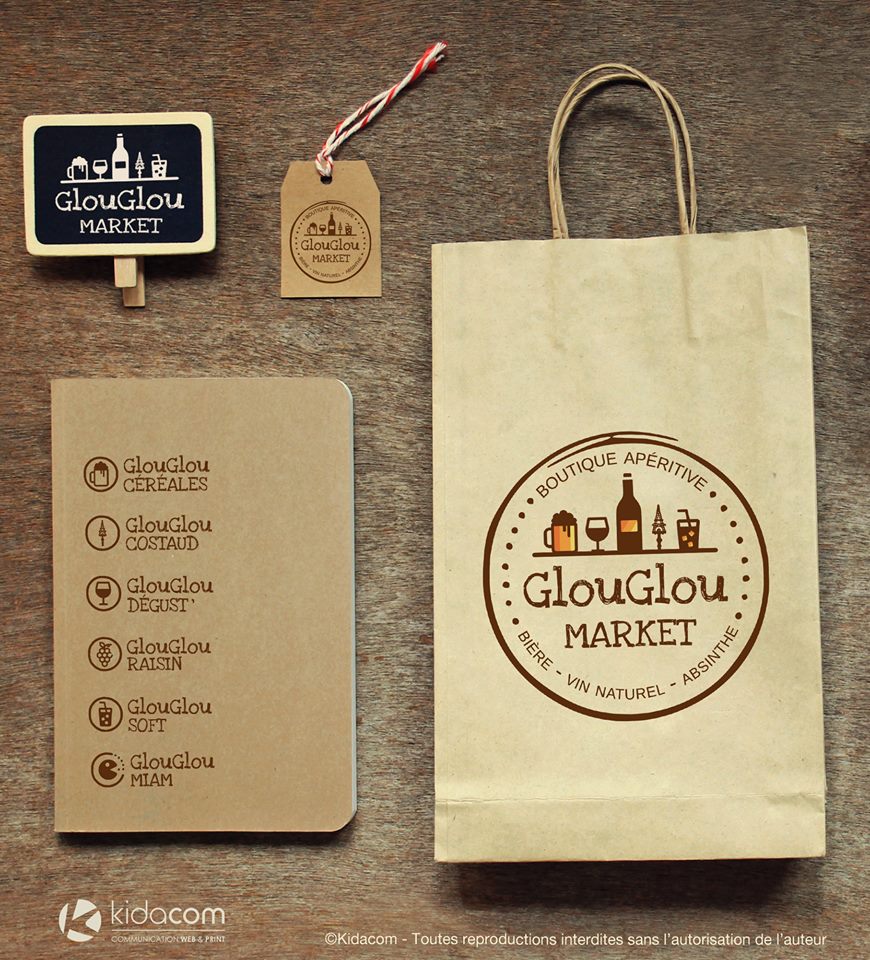 GlouGlou
MARKET
BOUTIQUE APÉRITIVE
GlouGlou
MARKET
BIÈRE - VIN NATUREL - ABSINTHE
GlouGlou
CÉRÉALES
GlouGlou
COSTAUD
GlouGlou
DÉGUST'
GlouGlou
RAISIN
GlouGlou
SOFT
GlouGlou
MIAM
BOUTIQUE APÉRITIVE
GlouGlou
MARKET
BIÈRE - VIN NATUREL - ABSINTHE
kidacom
COMMUNICATION WEB & PRINT
©Kidacom - Toutes reproductions interdites sans l'autorisation de l'auteur